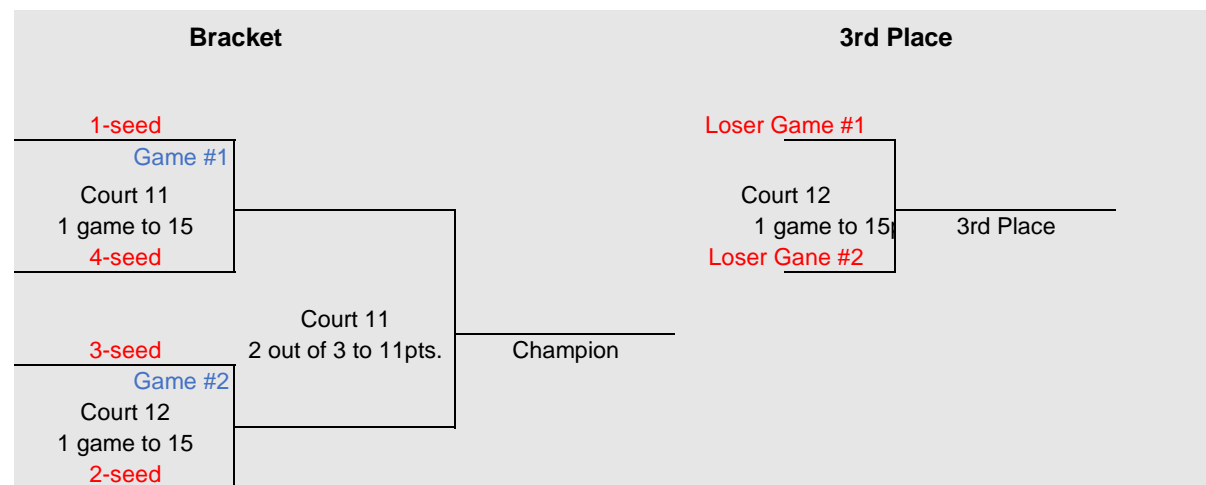 Bracket
3rd Place
1-seed
Game #1
Court 11
1 game to 15
4-seed
Court 11
2 out of 3 to 11pts.
Champion
3-seed
Game #2
Court 12
1 game to 15
2-seed
Loser Game #1
Court 12
1 game to 15p
3rd Place
Loser Gane #2